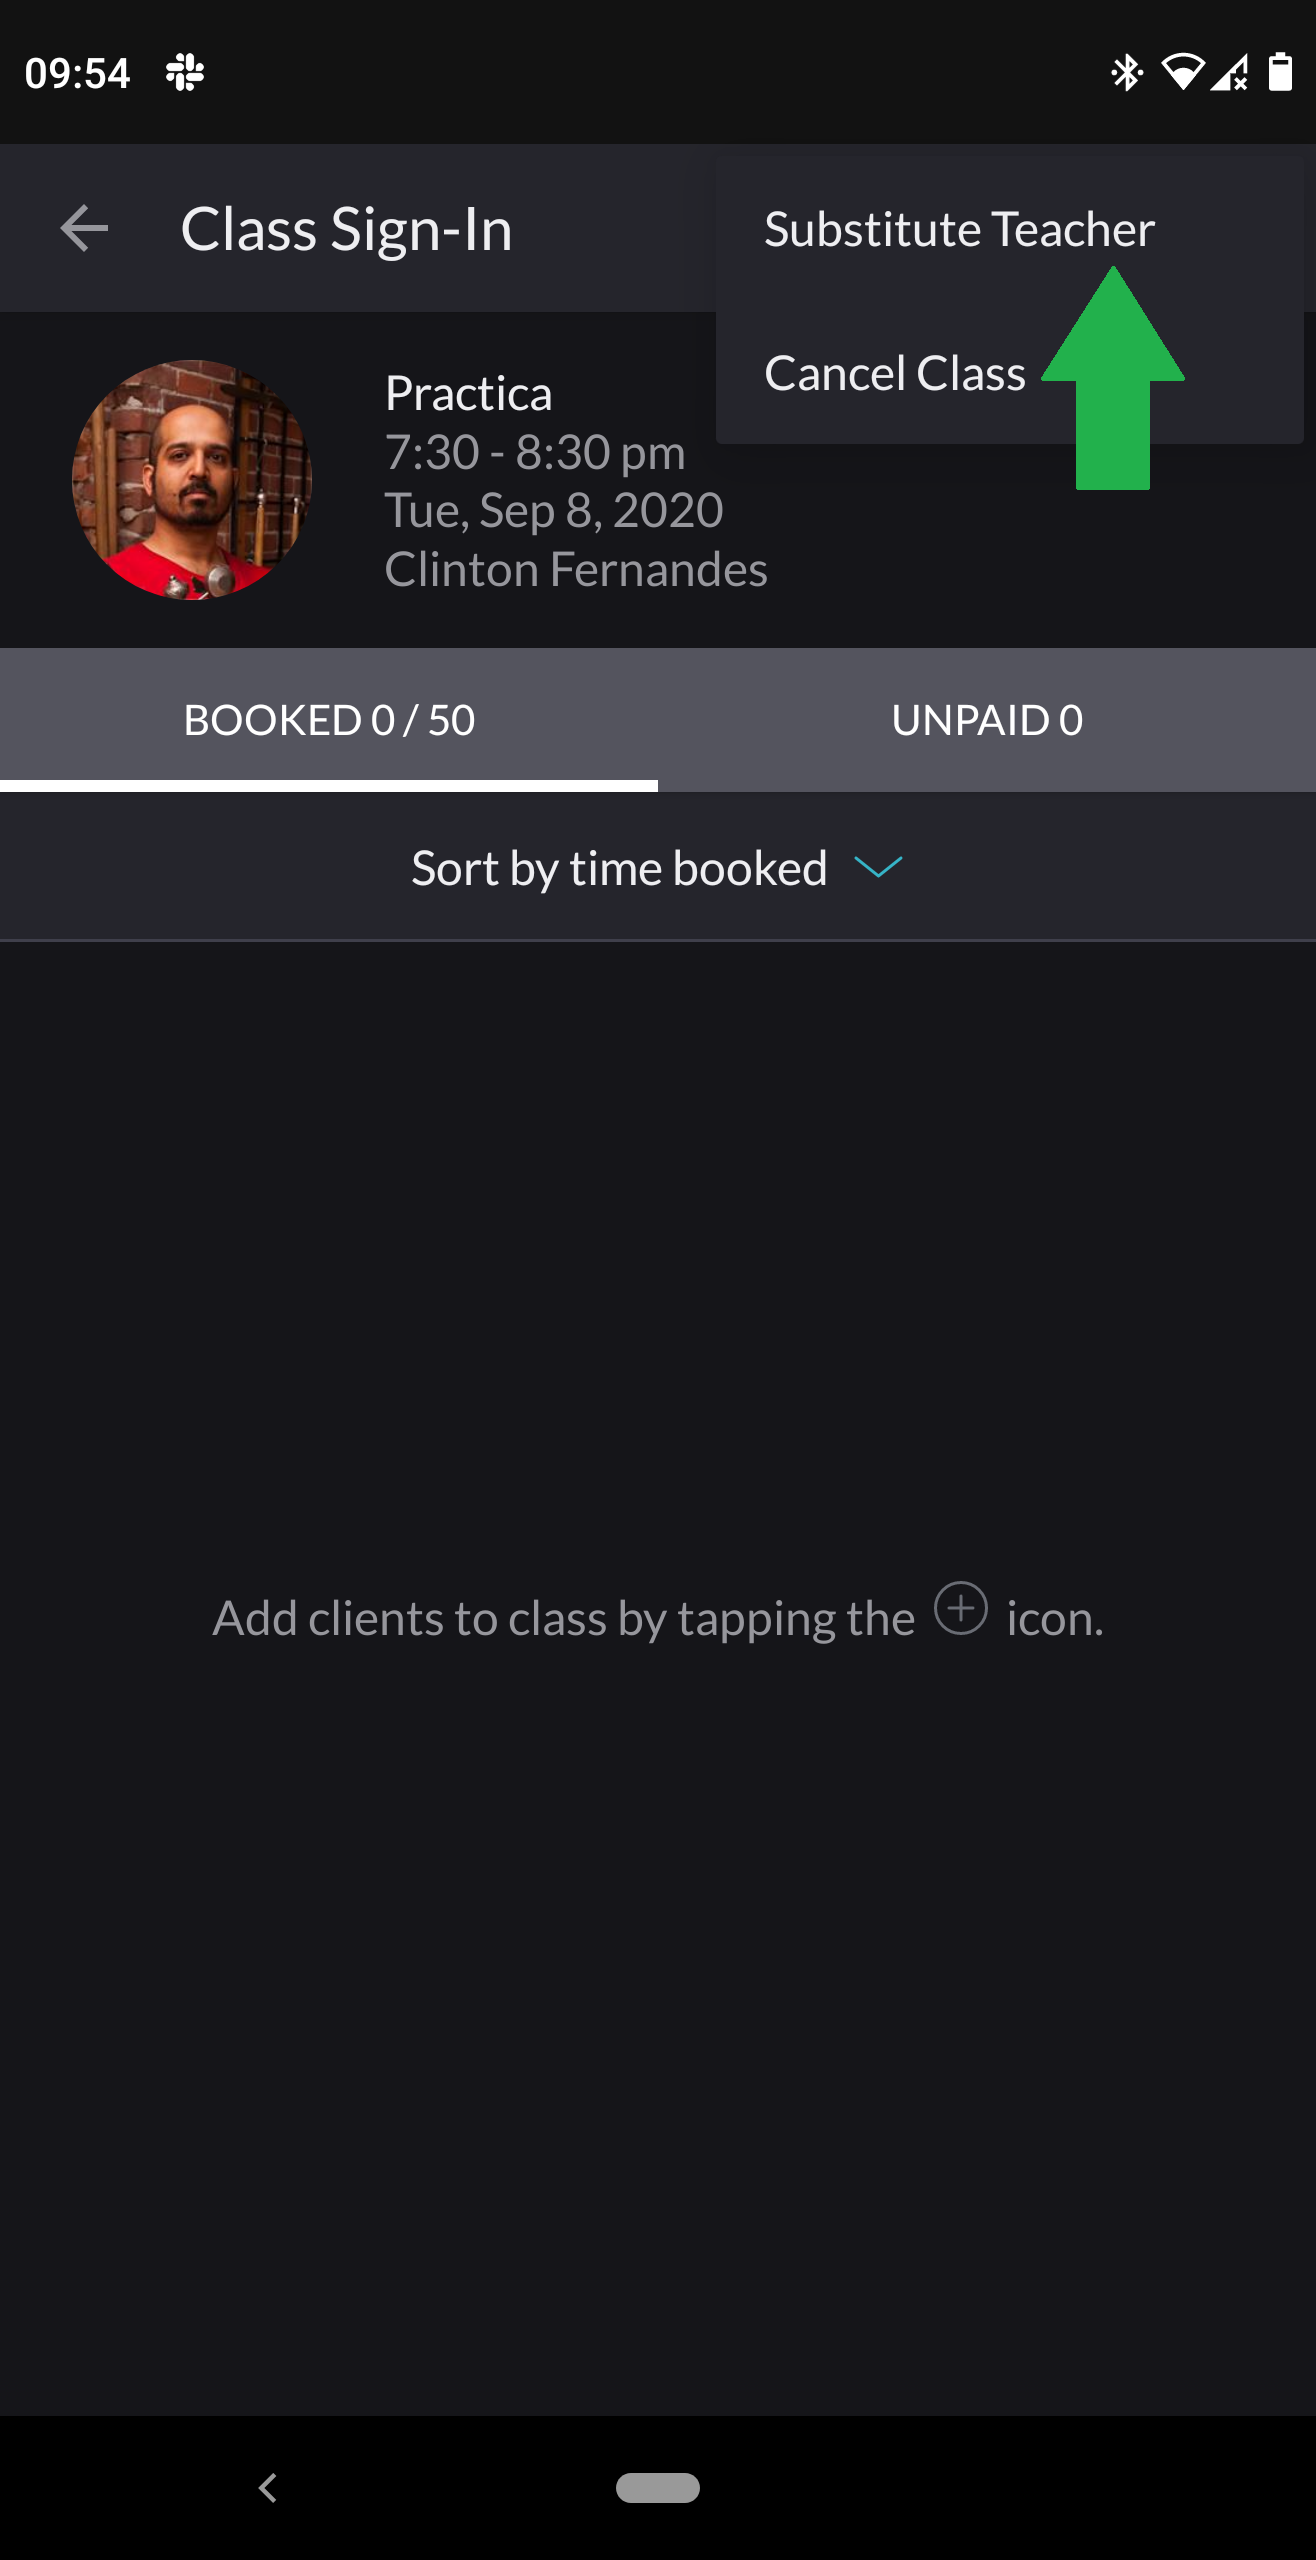 09:54
Class Sign-In
Substitute Teacher
Cancel Class
Practica
7:30 - 8:30 pm
Tue, Sep 8, 2020
Clinton Fernandes
BOOKED 0 / 50
UNPAID 0
Sort by time booked
Add clients to class by tapping the icon.